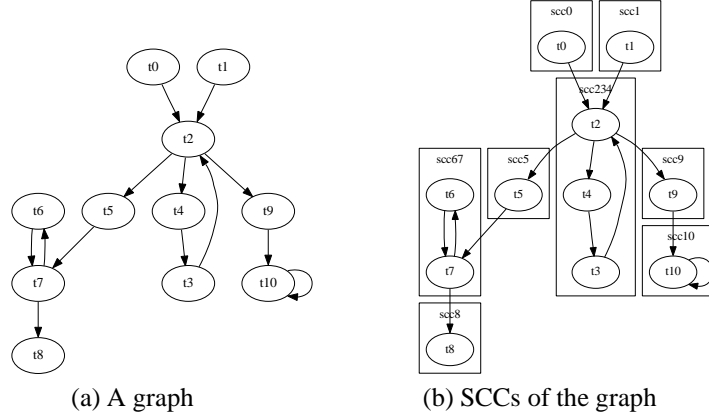 t0 t1
t2
t6 t5 t4 t9
t7 t3 t10
t8
(a) A graph
scc0 scc1
t0 t1
scc234
t2
scc67 scc5 scc9
t6 t5 t4 t9
scc10
t7 t3 t10
scc8
t8
(b) SCCs of the graph